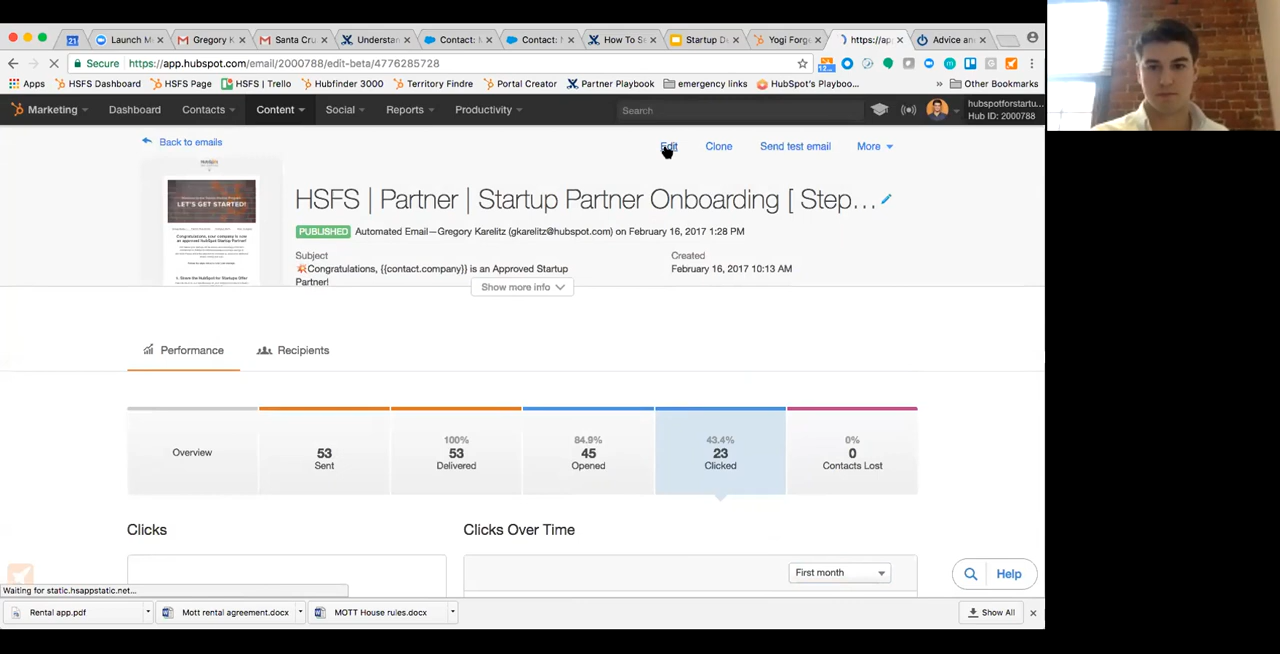 21 Launch M Gregory K Santa Cru Understan Contact: M Contact: N How To S Startup D Yogi Forge https://ap Advice an
Secure https://app.hubspot.com/email/2000788/edit-beta/4776285728
Apps HSFS Dashboard HSFS Page HSFS | Trello Hubfinder 3000 Territory Findre Portal Creator Partner Playbook emergency links HubSpot's Playboo... » Other Bookmarks
Marketing Dashboard Contacts Content Social Reports Productivity Search hubspotforstartu...
Hub ID: 2000788
Back to emails Edit Clone Send test email More
LET'S GET STARTED!
HSFS | Partner | Startup Partner Onboarding [ Step...
PUBLISHED Automated Email—Gregory Karelitz (gkarelitz@hubspot.com) on February 16, 2017 1:28 PM
Subject Created
💥Congratulations, {{contact.company}} is an Approved Startup February 16, 2017 10:13 AM
Partner!
Show more info
Performance Recipients
100% 84.9% 43.4% 0%
Overview 53 53 45 23 0
Sent Delivered Opened Clicked Contacts Lost
Clicks Clicks Over Time
First month
Help
Waiting for static.hsappstatic.net...
Rental app.pdf Mott rental agreement.docx MOTT House rules.docx Show All